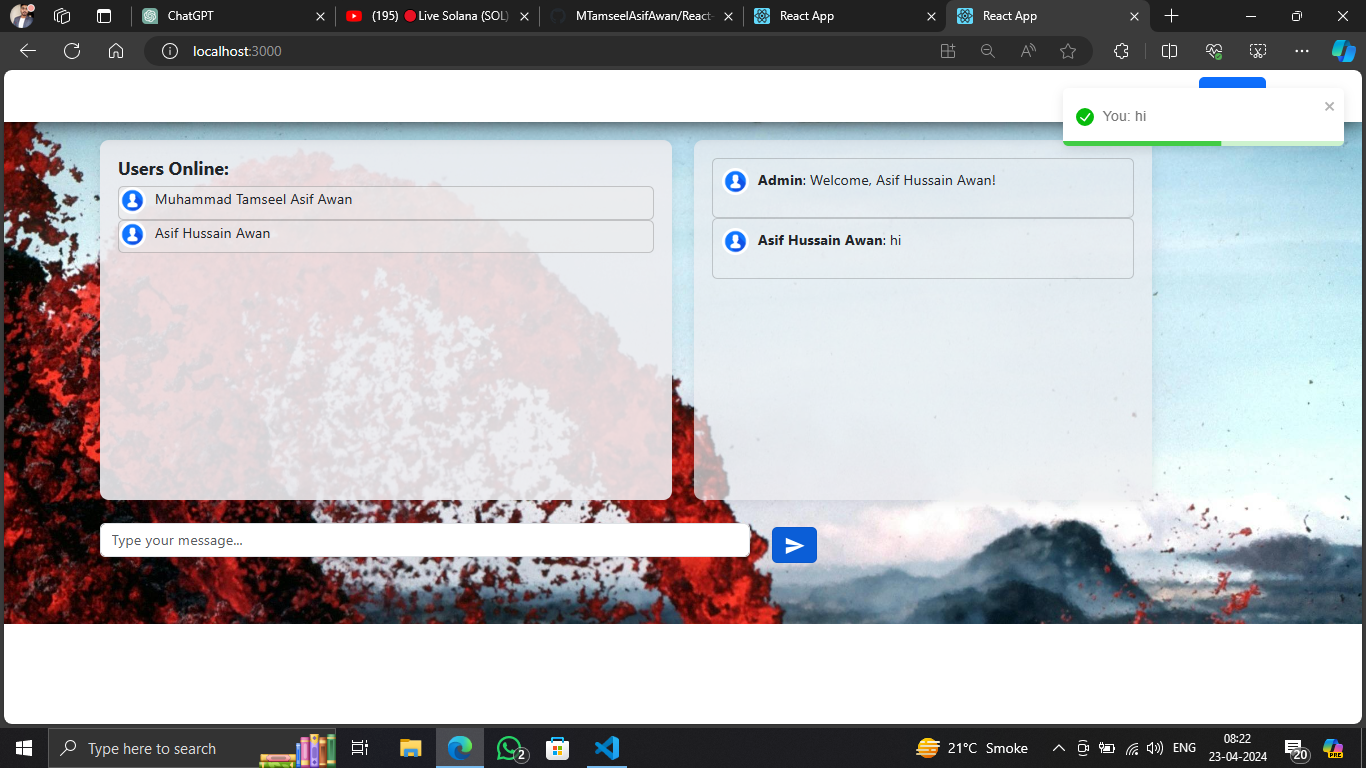 ChatGPT
(195) 🔴Live Solana (SOL)
MTamseelAsifAwan/React-
React App
React App
localhost:3000
You: hi
Users Online:
Muhammad Tamseel Asif Awan
Asif Hussain Awan
Admin: Welcome, Asif Hussain Awan!
Asif Hussain Awan: hi
Type your message...
Type here to search
2
21°C Smoke
ENG
08:22
23-04-2024
20
PRE